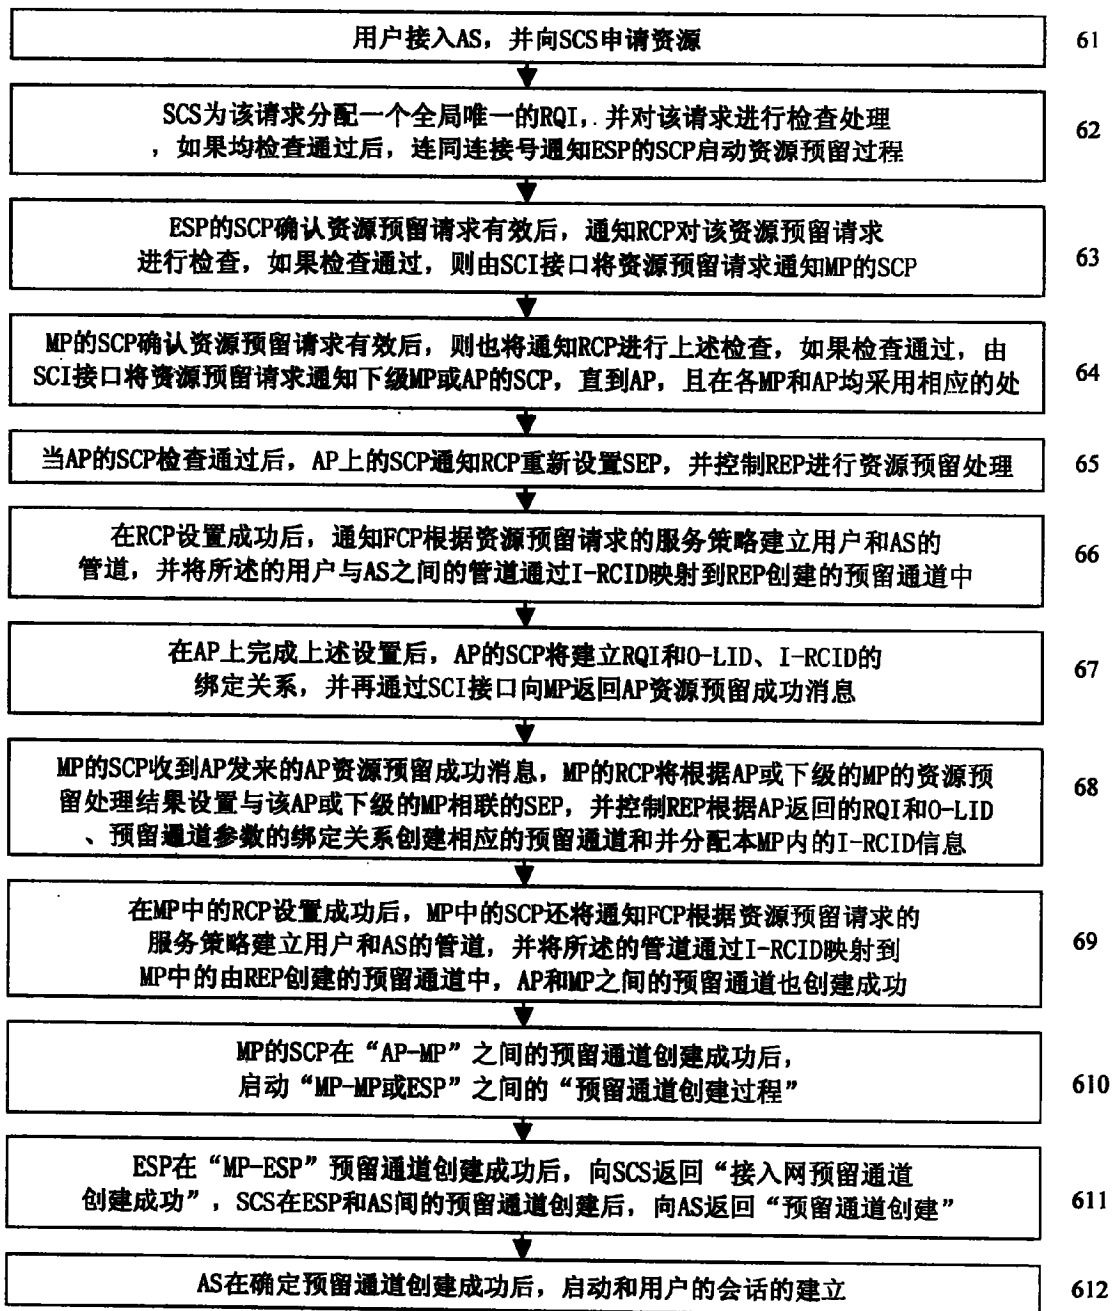 用户接入AS，并向SCS申请资源
61
SCS为该请求分配一个全局唯一的RQI，并对该请求进行检查处理
，如果均检查通过后，连同连接号通知ESP的SCP启动资源预留过程
62
ESP的SCP确认资源预留请求有效后，通知RCP对该资源预留请求
进行检查，如果检查通过，则由SCI接口将资源预留请求通知MP的SCP
63
MP的SCP确认资源预留请求有效后，则也将通知RCP进行上述检查，如果检查通过，由
SCI接口将资源预留请求通知下级MP或AP的SCP，直到AP，且在各MP和AP均采用相应的处
64
当AP的SCP检查通过后，AP上的SCP通知RCP重新设置SEP，并控制REP进行资源预留处理
65
在RCP设置成功后，通知FCP根据资源预留请求的服务策略建立用户和AS的
管道，并将所述的用户与AS之间的管道通过I-RCID映射到REP创建的预留通道中
66
在AP上完成上述设置后，AP的SCP将建立RQI和O-LID、I-RCID的
绑定关系，并再通过SCI接口向MP返回AP资源预留成功消息
67
MP的SCP收到AP发来的AP资源预留成功消息，MP的RCP将根据AP或下级的MP的资源预
留处理结果设置与该AP或下级的MP相联的SEP，并控制REP根据AP返回的RQI和O-LID
、预留通道参数的绑定关系创建相应的预留通道和并分配本MP内的I-RCID信息
68
在MP中的RCP设置成功后，MP中的SCP还将通知FCP根据资源预留请求的
服务策略建立用户和AS的管道，并将所述的管道通过I-RCID映射到
MP中的由REP创建的预留通道中，AP和MP之间的预留通道也创建成功
69
MP的SCP在“AP-MP”之间的预留通道创建成功后，
启动“MP-MP或ESP”之间的“预留通道创建过程”
610
ESP在“MP-ESP”预留通道创建成功后，向SCS返回“接入网预留通道
创建成功”，SCS在ESP和AS间的预留通道创建后，向AS返回“预留通道创建”
611
AS在确定预留通道创建成功后，启动和用户的会话的建立
612